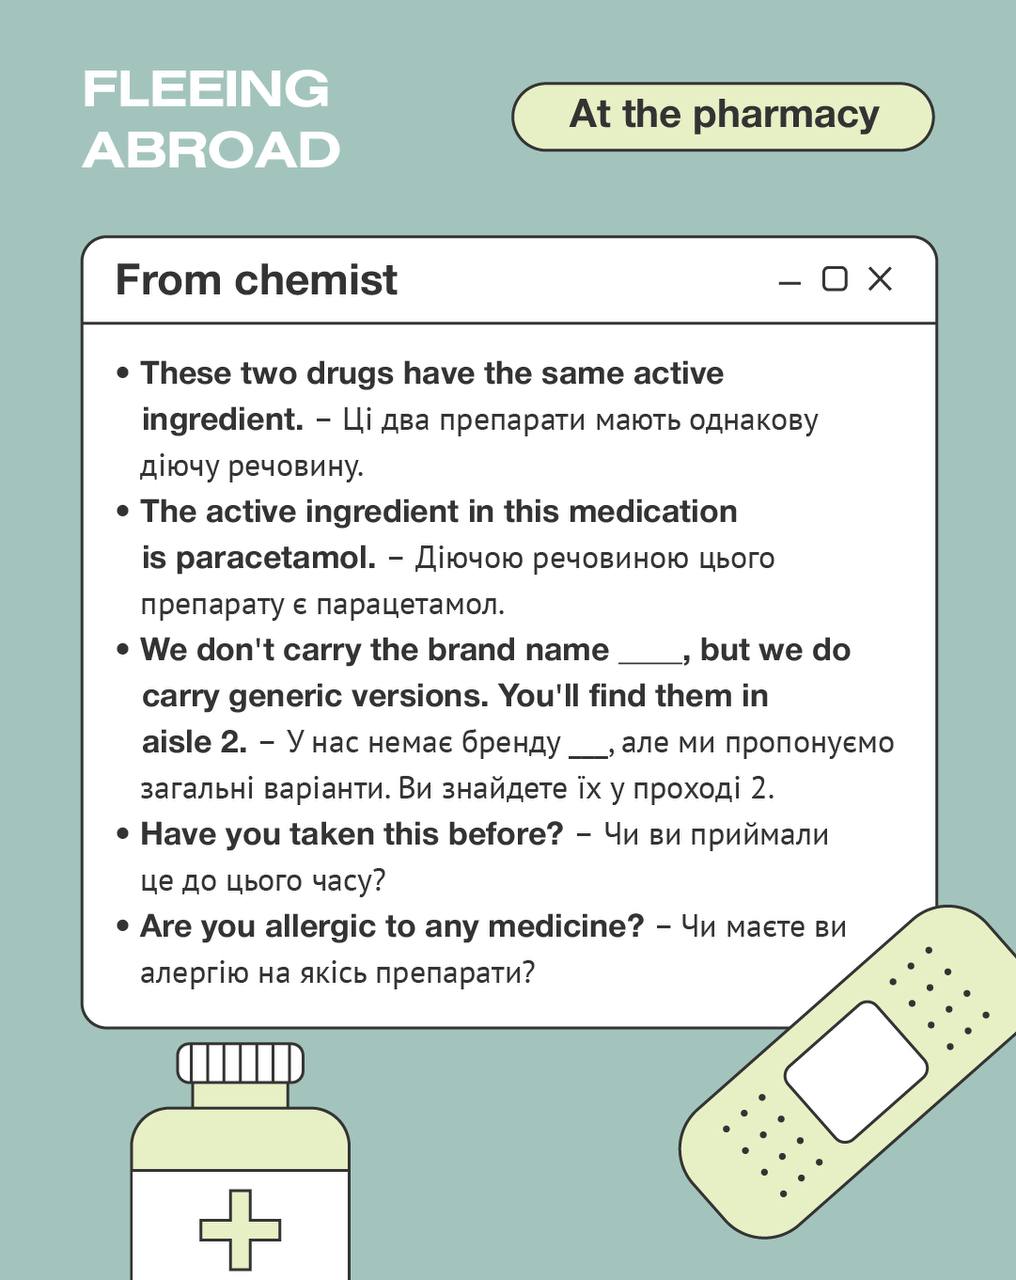 FLEEING
ABROAD
At the pharmacy
From chemist
• These two drugs have the same active
ingredient. – Ці два препарати мають однакову
діючу речовину.
• The active ingredient in this medication
is paracetamol. – Діючою речовиною цього
препарату є парацетамол.
• We don't carry the brand name ____, but we do
carry generic versions. You'll find them in
aisle 2. – У нас немає бренду ___, але ми пропонуємо
загальні варіанти. Ви знайдете їх у проході 2.
• Have you taken this before? – Чи ви приймали
це до цього часу?
• Are you allergic to any medicine? – Чи маєте ви
алергію на якісь препарати?